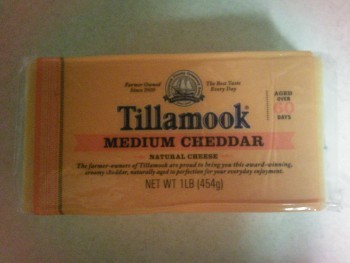 Farmer Owned
Since 1909
The Best Taste
Every Day
AGED
OVER
60
DAYS
Tillamook®
MEDIUM CHEDDAR
NATURAL CHEESE
The farmer-owners of Tillamook are proud to bring you this award-winning,
creamy cheddar, naturally aged to perfection for your everyday enjoyment.
NET WT 1LB (454g)